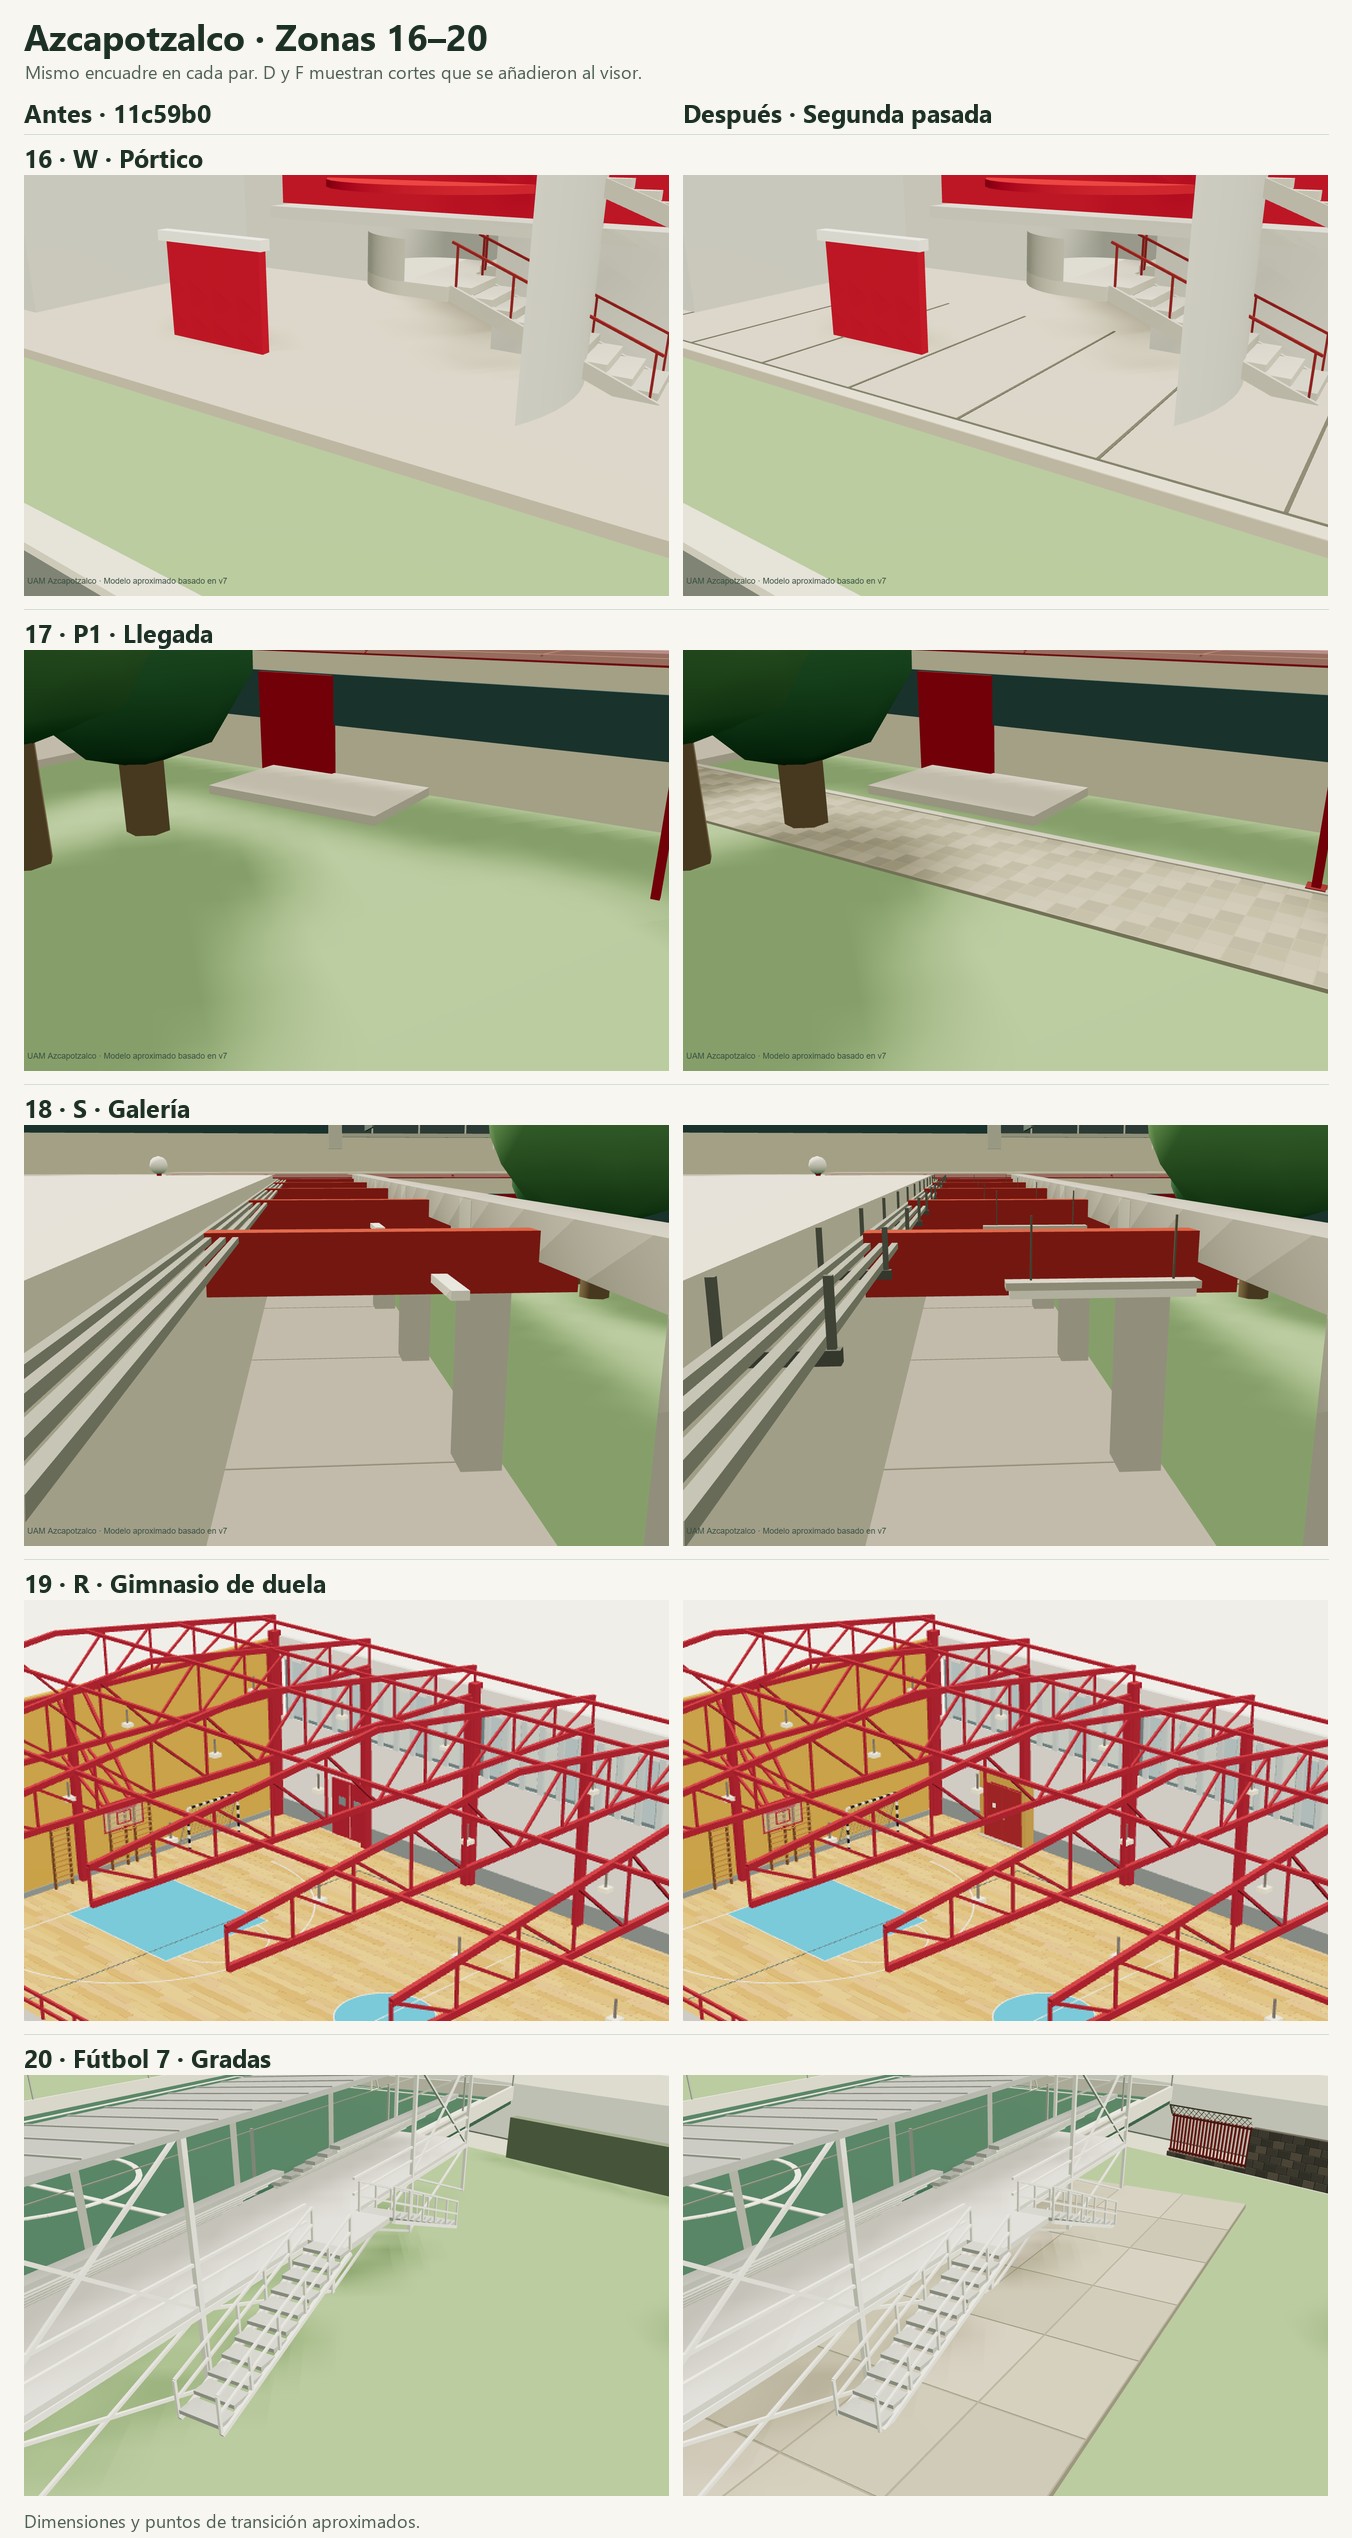 Azcapotzalco · Zonas 16–20
Mismo encuadre en cada par. D y F muestran cortes que se añadieron al visor.
Antes · 11c59b0
Después · Segunda pasada
16 · W · Pórtico
UAM Azcapotzalco · Modelo aproximado basado en v7
UAM Azcapotzalco · Modelo aproximado basado en v7
17 · P1 · Llegada
UAM Azcapotzalco · Modelo aproximado basado en v7
UAM Azcapotzalco · Modelo aproximado basado en v7
18 · S · Galería
UAM Azcapotzalco · Modelo aproximado basado en v7
UAM Azcapotzalco · Modelo aproximado basado en v7
19 · R · Gimnasio de duela
20 · Fútbol 7 · Gradas
Dimensiones y puntos de transición aproximados.